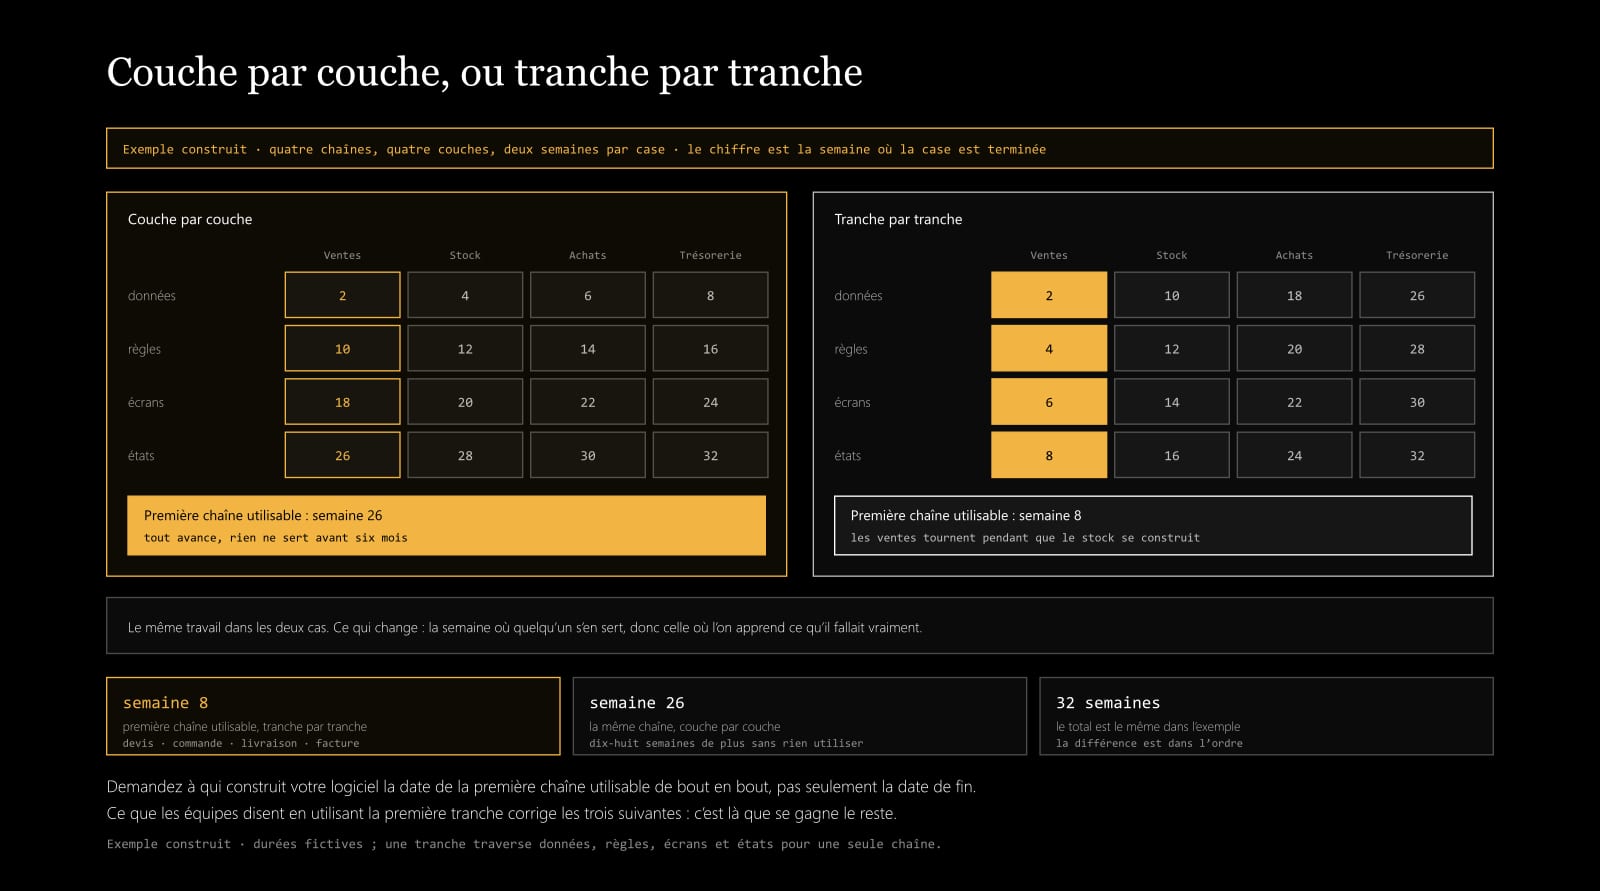 Couche par couche, ou tranche par tranche
Exemple construit · quatre chaînes, quatre couches, deux semaines par case · le chiffre est la semaine où la case est terminée
Couche par couche
Ventes Stock Achats Trésorerie
données 2 4 6 8
règles 10 12 14 16
écrans 18 20 22 24
états 26 28 30 32
Première chaîne utilisable : semaine 26
tout avance, rien ne sert avant six mois
Tranche par tranche
Ventes Stock Achats Trésorerie
données 2 10 18 26
règles 4 12 20 28
écrans 6 14 22 30
états 8 16 24 32
Première chaîne utilisable : semaine 8
les ventes tournent pendant que le stock se construit
Le même travail dans les deux cas. Ce qui change : la semaine où quelqu’un s’en sert, donc celle où l’on apprend ce qu’il fallait vraiment.
semaine 8
première chaîne utilisable, tranche par tranche
devis · commande · livraison · facture
semaine 26
la même chaîne, couche par couche
dix-huit semaines de plus sans rien utiliser
32 semaines
le total est le même dans l’exemple
la différence est dans l’ordre
Demandez à qui construit votre logiciel la date de la première chaîne utilisable de bout en bout, pas seulement la date de fin.
Ce que les équipes disent en utilisant la première tranche corrige les trois suivantes : c’est là que se gagne le reste.
Exemple construit · durées fictives ; une tranche traverse données, règles, écrans et états pour une seule chaîne.